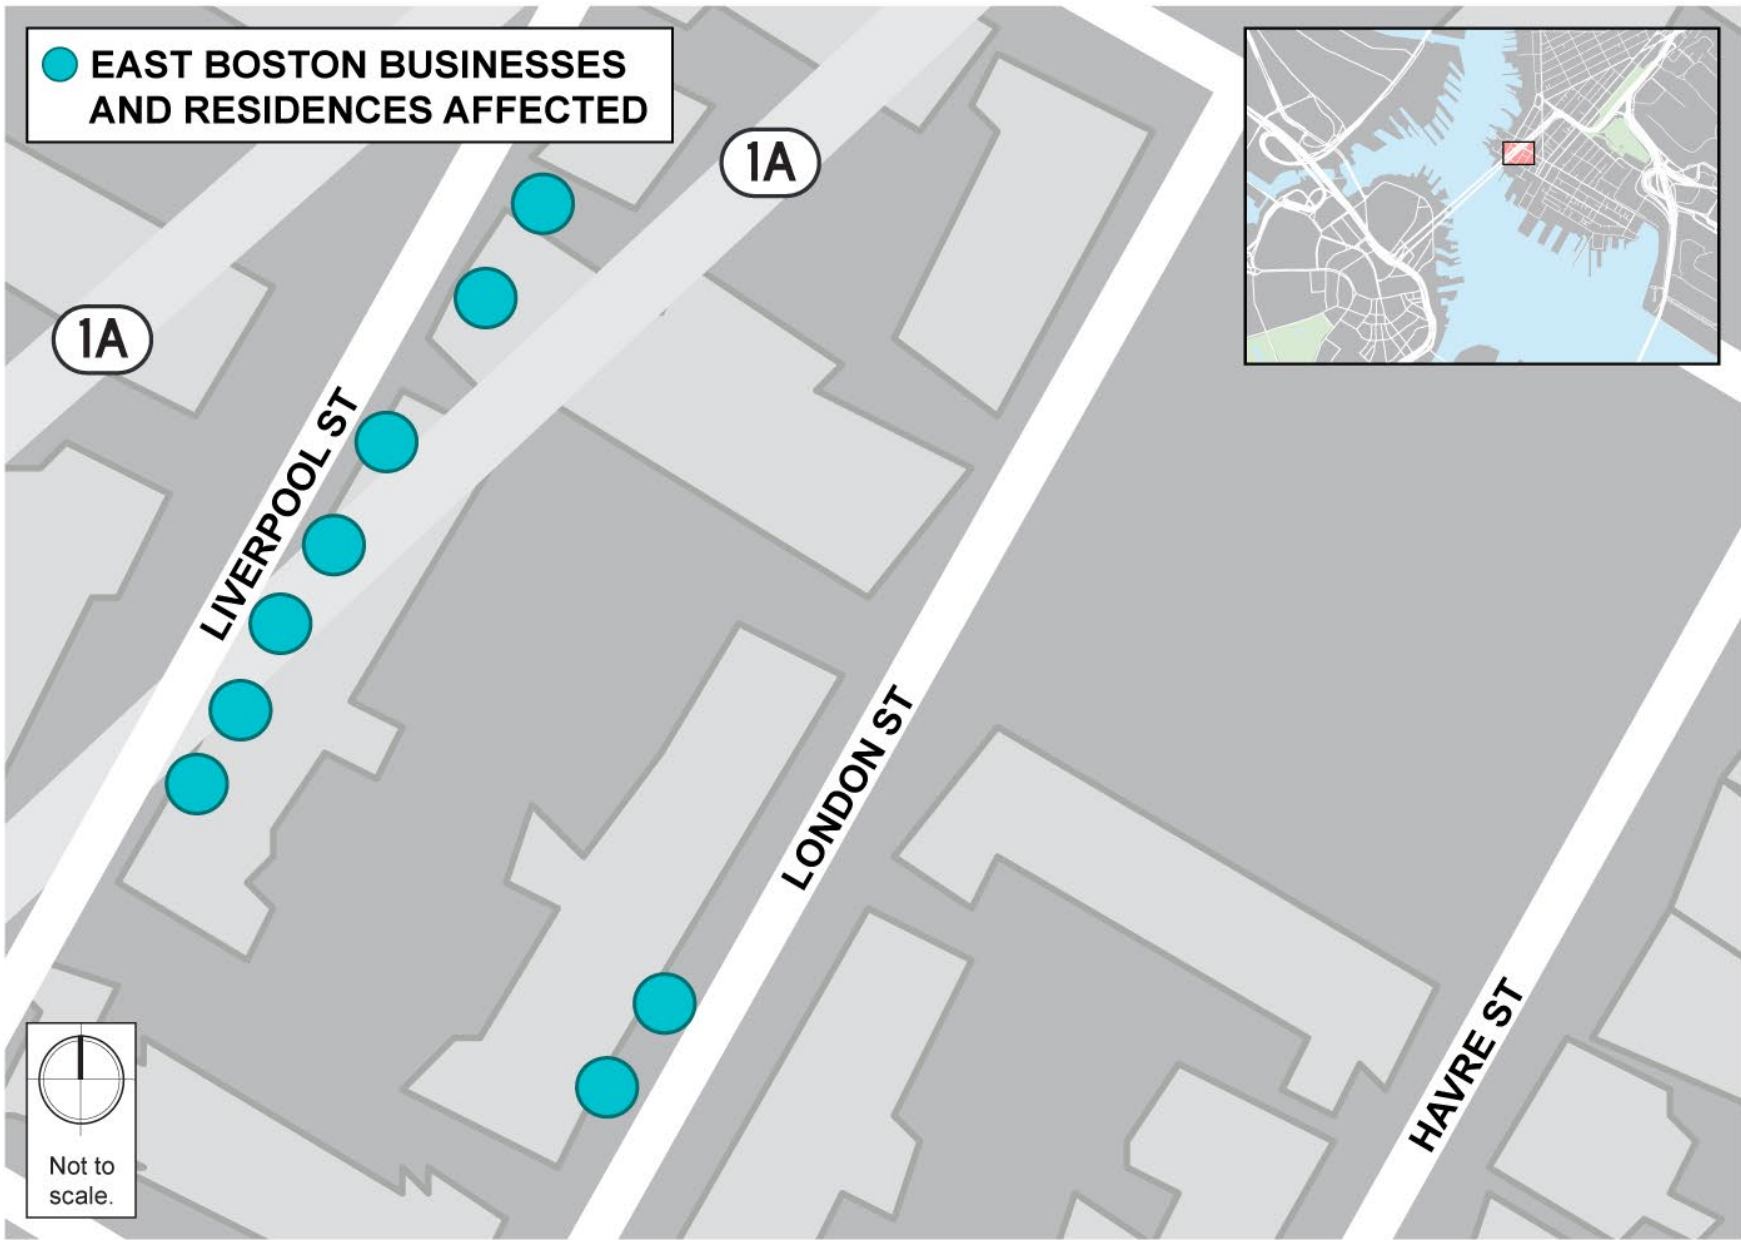 EAST BOSTON BUSINESSES
AND RESIDENCES AFFECTED
1A
1A
LIVERPOOL ST
LONDON ST
HAVRE ST
Not to
scale.